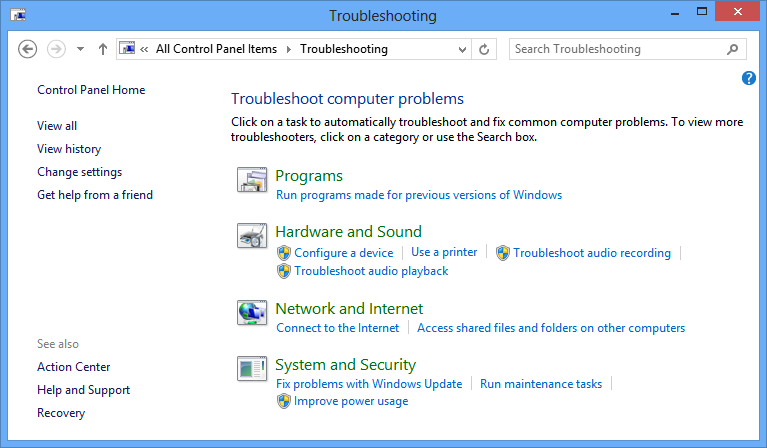 Troubleshooting
« All Control Panel Items Troubleshooting
Search Troubleshooting
Control Panel Home
View all
View history
Change settings
Get help from a friend
See also
Action Center
Help and Support
Recovery
Troubleshoot computer problems
Click on a task to automatically troubleshoot and fix common computer problems. To view more
troubleshooters, click on a category or use the Search box.
Programs
Run programs made for previous versions of Windows
Hardware and Sound
Configure a device Use a printer Troubleshoot audio recording
Troubleshoot audio playback
Network and Internet
Connect to the Internet Access shared files and folders on other computers
System and Security
Fix problems with Windows Update Run maintenance tasks
Improve power usage